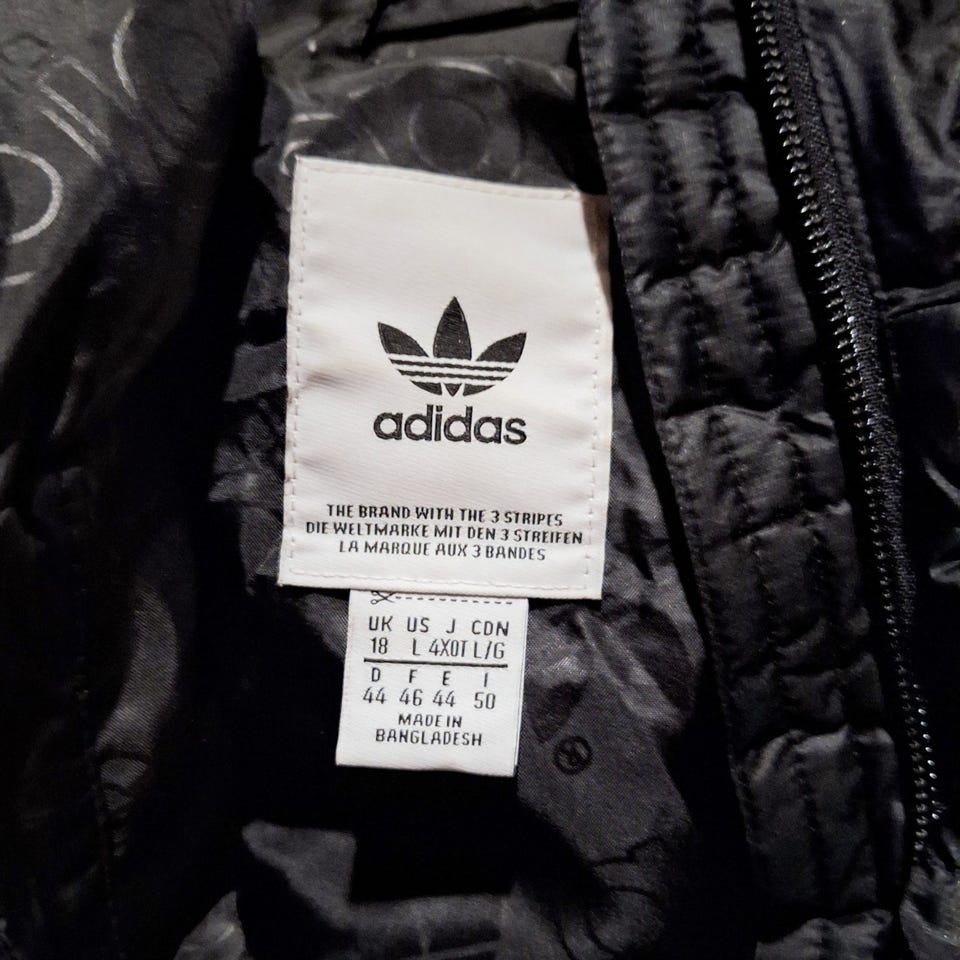 adidas
THE BRAND WITH THE 3 STRIPES
DIE WELTMARKE MIT DEN 3 STREIFEN
LA MARQUE AUX 3 BANDES
UK US J CDN
18 L 4XOT L/G
D F E I
44 46 44 50
MADE IN
BANGLADESH